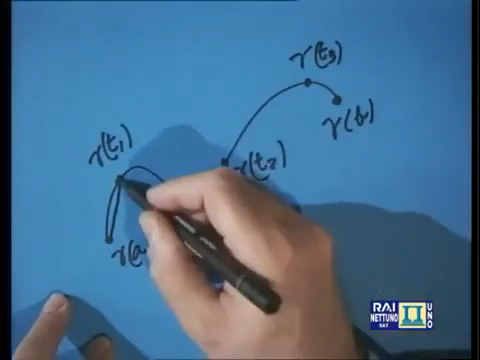 γ(t₃)
γ(b)
γ(t₁)
γ(t₂)
γ(a
RAI
NETTUNO
SAT
UNO